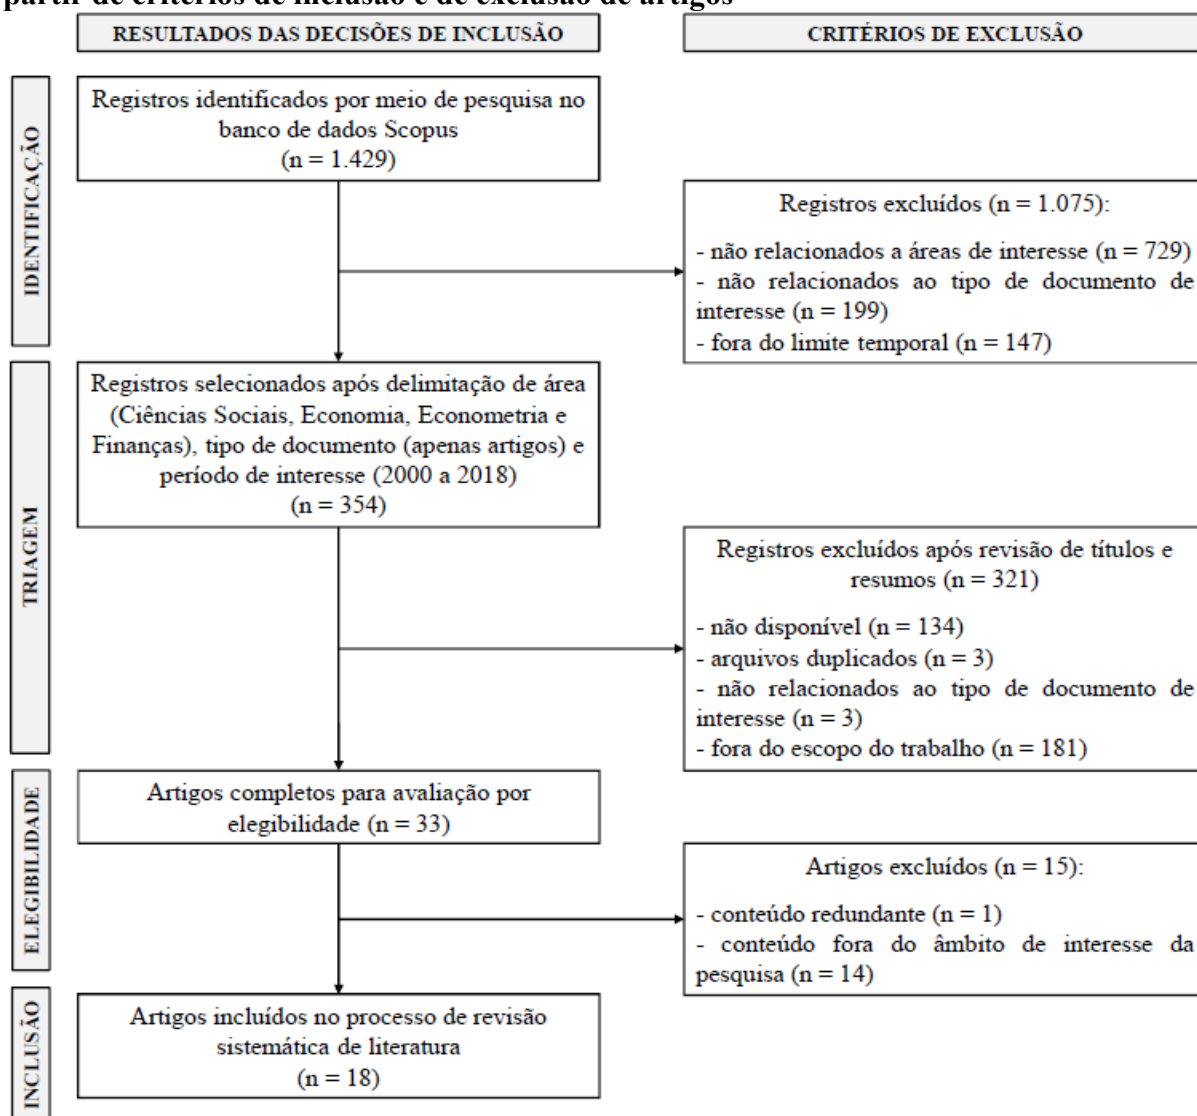 partir de critérios de inclusão e de exclusão de artigos
RESULTADOS DAS DECISÕES DE INCLUSÃO
CRITÉRIOS DE EXCLUSÃO
IDENTIFICAÇÃO
Registros identificados por meio de pesquisa no
banco de dados Scopus
(n = 1.429)
Registros excluídos (n = 1.075):
- não relacionados a áreas de interesse (n = 729)
- não relacionados ao tipo de documento de
interesse (n = 199)
- fora do limite temporal (n = 147)
TRIAGEM
Registros selecionados após delimitação de área
(Ciências Sociais, Economia, Econometria e
Finanças), tipo de documento (apenas artigos) e
período de interesse (2000 a 2018)
(n = 354)
Registros excluídos após revisão de títulos e
resumos (n = 321)
- não disponível (n = 134)
- arquivos duplicados (n = 3)
- não relacionados ao tipo de documento de
interesse (n = 3)
- fora do escopo do trabalho (n = 181)
ELEGIBILIDADE
Artigos completos para avaliação por
elegibilidade (n = 33)
Artigos excluídos (n = 15):
- conteúdo redundante (n = 1)
- conteúdo fora do âmbito de interesse da
pesquisa (n = 14)
INCLUSÃO
Artigos incluídos no processo de revisão
sistemática de literatura
(n = 18)